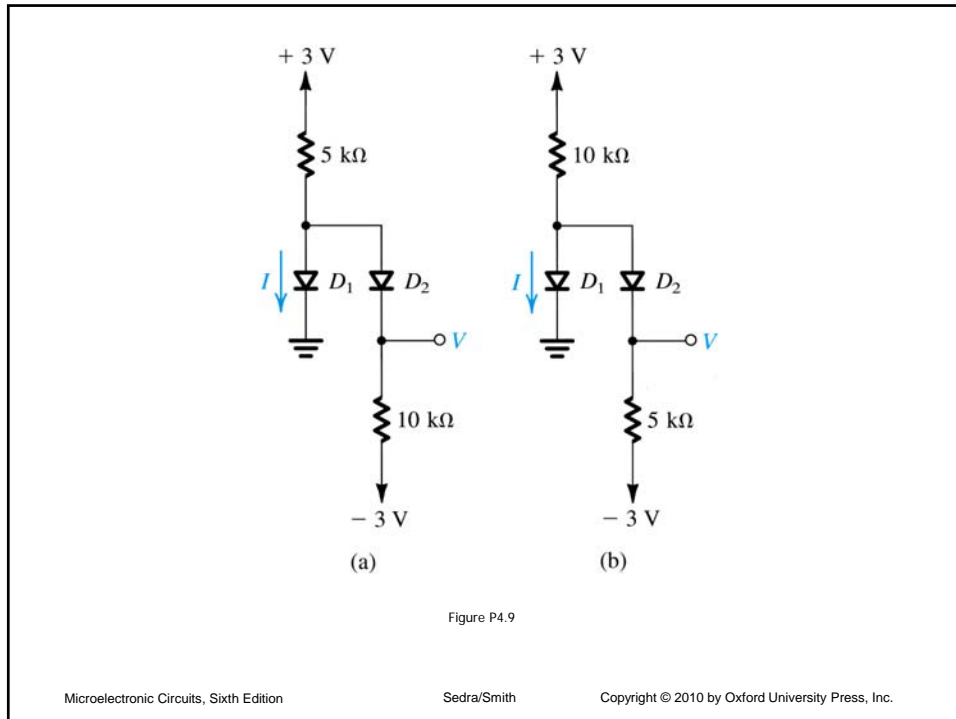 + 3 V
5 kΩ
I D₁ D₂
V
10 kΩ
− 3 V
(a)
+ 3 V
10 kΩ
I D₁ D₂
V
5 kΩ
− 3 V
(b)
Figure P4.9
Microelectronic Circuits, Sixth Edition Sedra/Smith Copyright © 2010 by Oxford University Press, Inc.